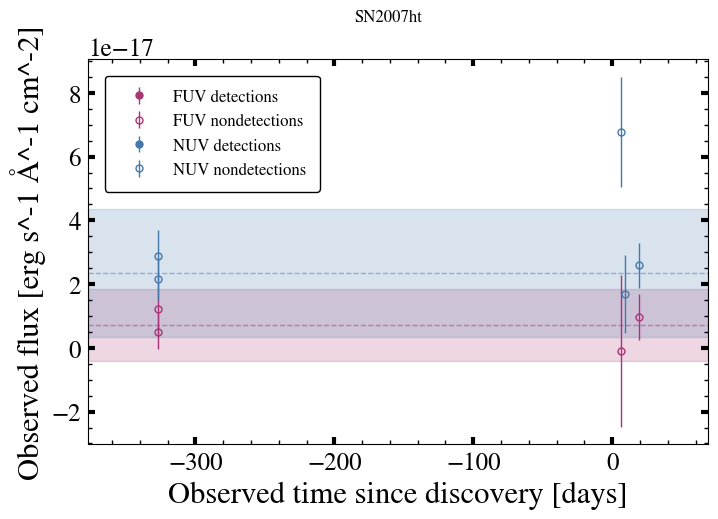 SN2007ht
1e−17
FUV detections
FUV nondetections
NUV detections
NUV nondetections
8
6
4
2
0
−2
−300
−200
−100
0
Observed time since discovery [days]
Observed flux [erg s^-1 Å^-1 cm^-2]